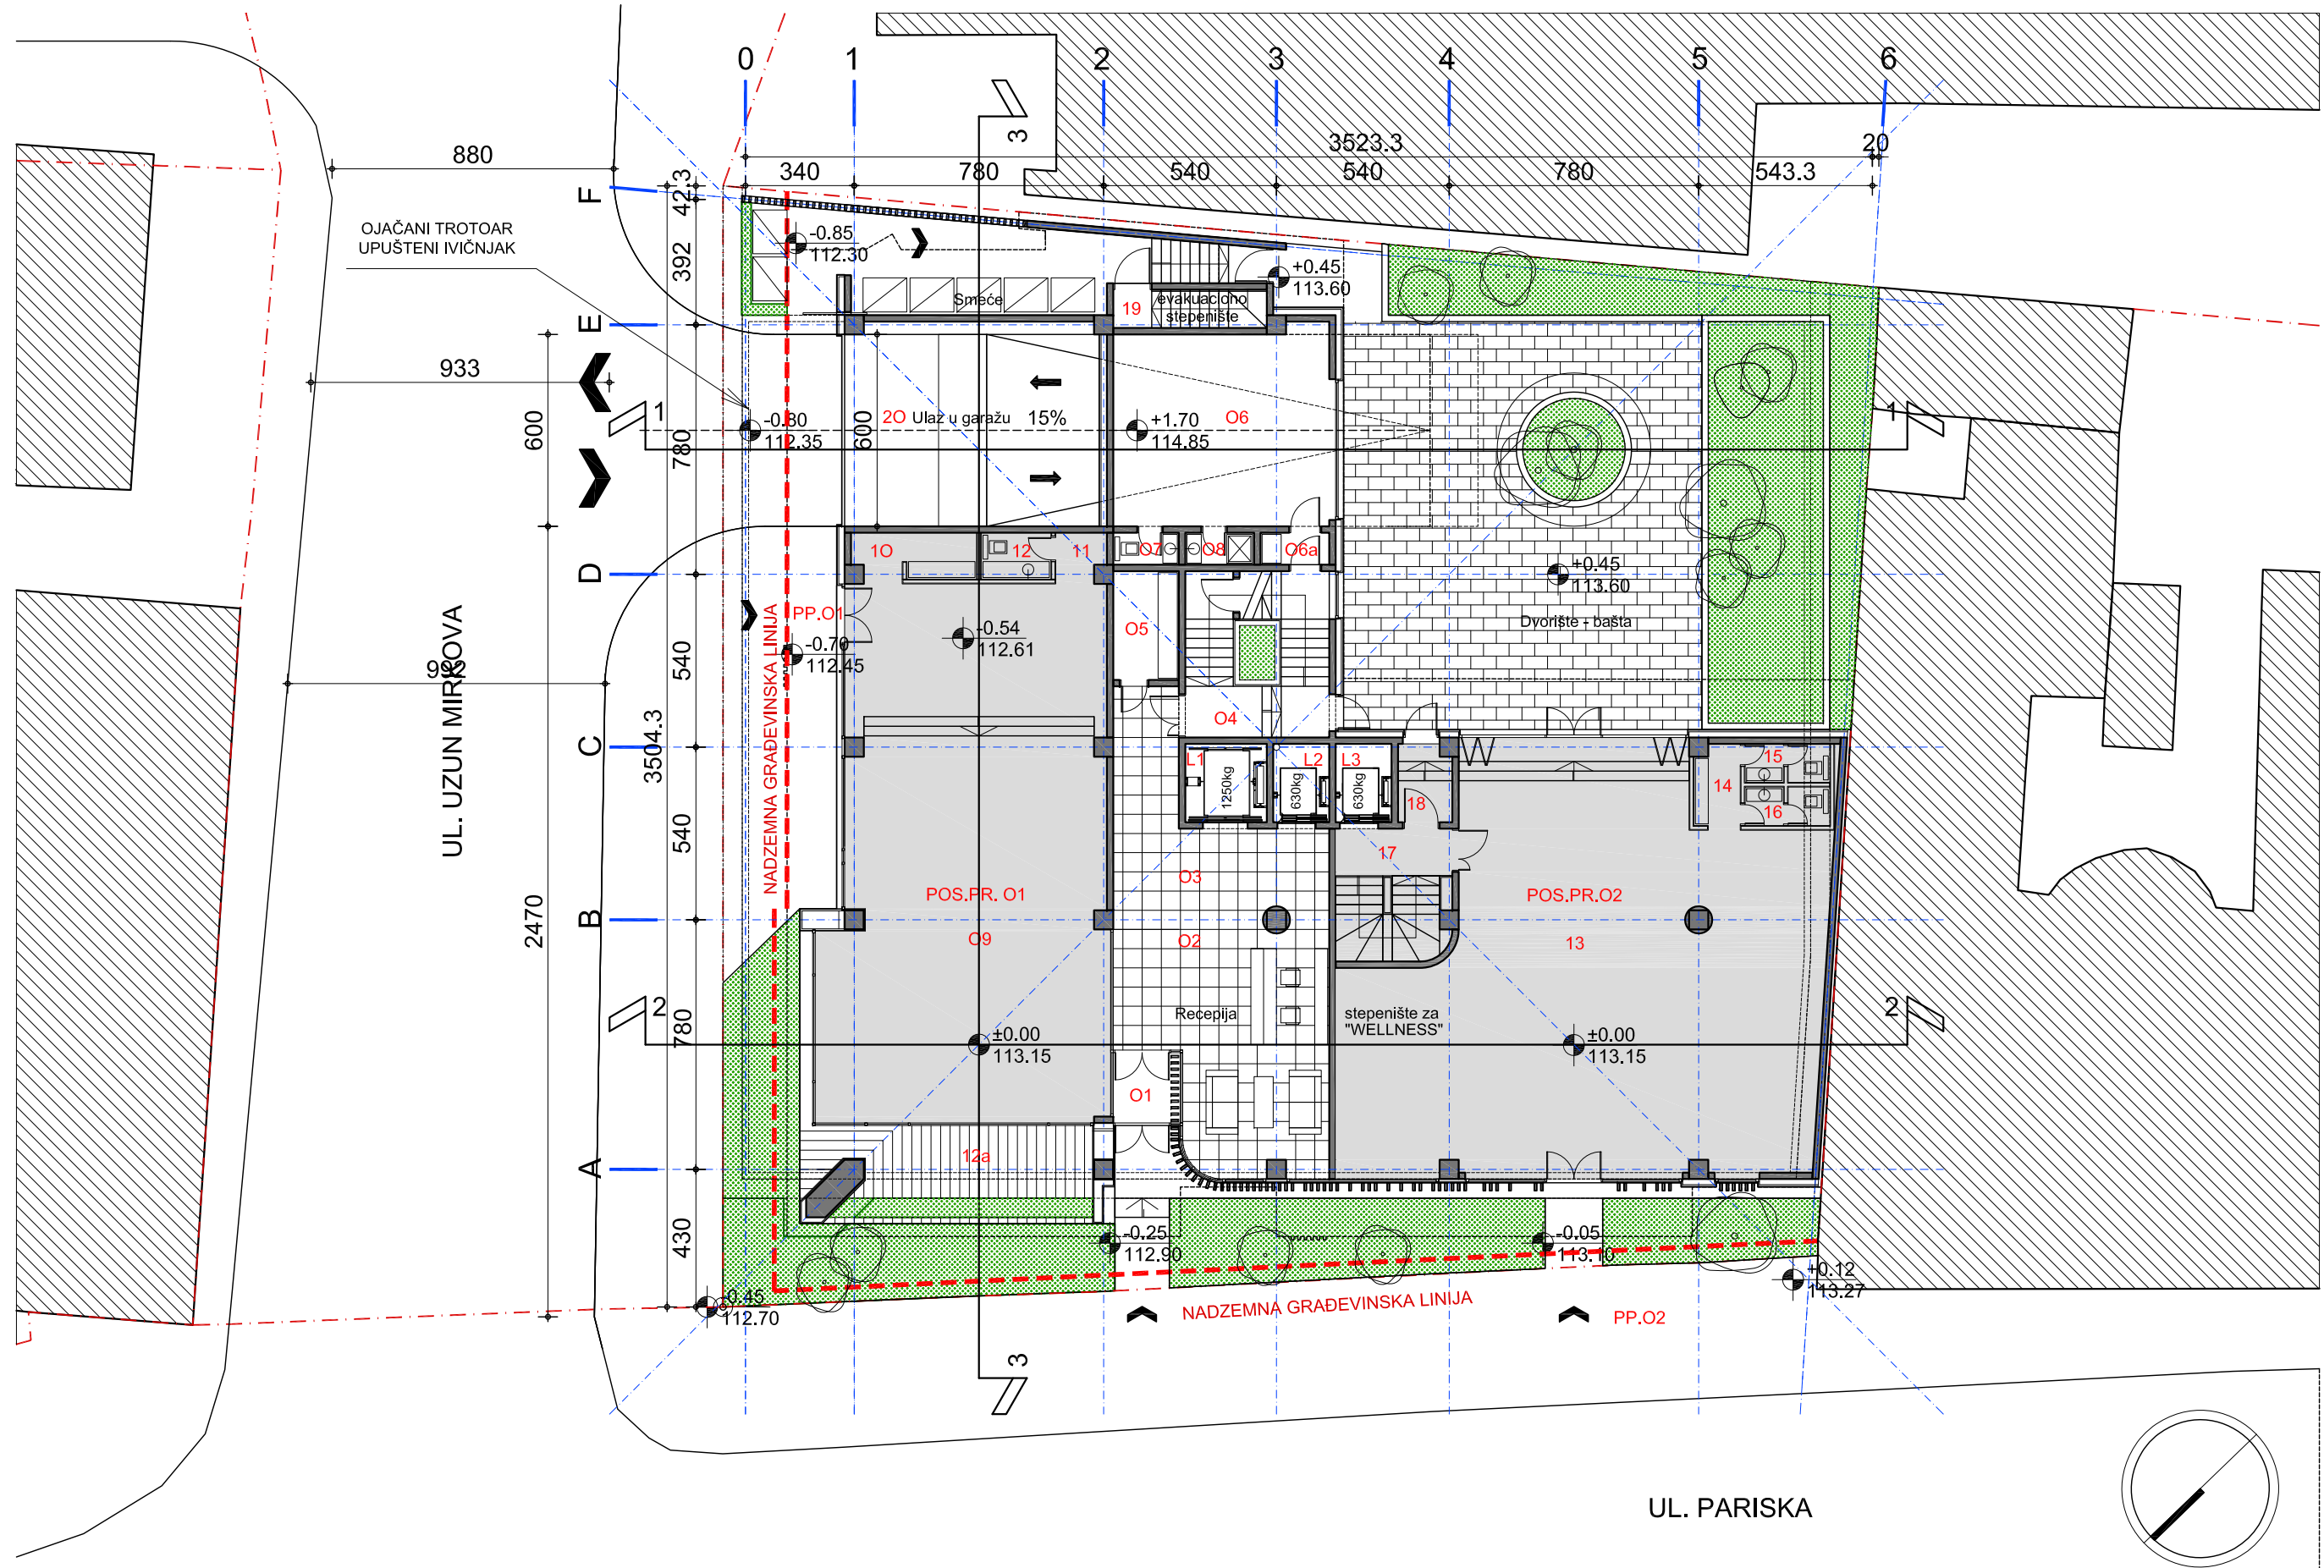 0
1
2
3
4
5
6
3
3523.3
20
340
780
540
540
780
543.3
880
F
42.3
OJAČANI TROTOAR
UPUŠTENI IVIČNJAK
392
-0.85
112.30
+0.45
113.60
Smeće
19
evakuaciono
stepenište
E
933
600
1
-0.80
112.35
2O Ulaz u garažu
15%
600
+1.70
114.85
O6
1
780
1O
12
11
O7
O8
O6a
D
+0.45
113.60
Dvorište - bašta
PP.O1
-0.70
112.45
-0.54
112.61
O5
540
992
UL. UZUN MIRKOVA
NADZEMNA GRAĐEVINSKA LINIJA
O4
C
3504.3
L1
L2
L3
1250kg
630kg
630kg
18
14
15
16
540
17
O3
POS.PR. O1
POS.PR.O2
B
O9
O2
13
2470
2
780
Recepija
stepenište za
"WELLNESS"
±0.00
113.15
±0.00
113.15
2
O1
12a
A
430
-0.25
112.90
-0.05
113.10
+0.12
113.27
-0.45
112.70
NADZEMNA GRAĐEVINSKA LINIJA
PP.O2
3
UL. PARISKA